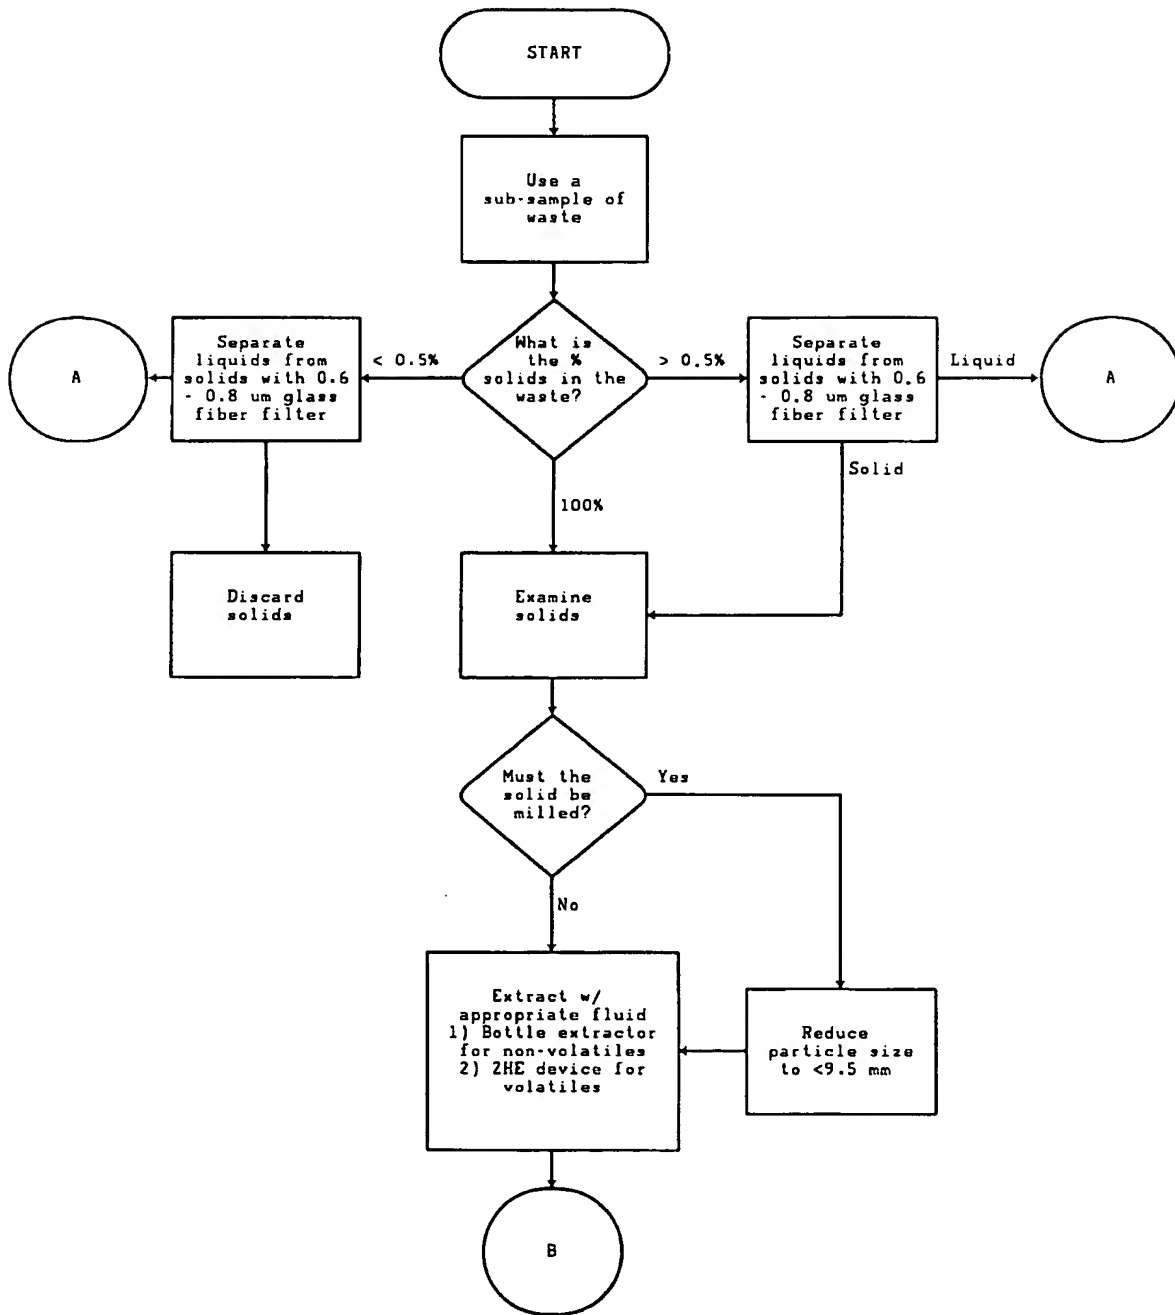 START
Use a
sub-sample of
waste
What is
the %
solids in the
waste?
< 0.5%
> 0.5%
100%
Separate
liquids from
solids with 0.6
- 0.8 um glass
fiber filter
A
Discard
solids
Separate
liquids from
solids with 0.6
- 0.8 um glass
fiber filter
Liquid
A
Solid
Examine
solids
Must the
solid be
milled?
Yes
No
Extract w/
appropriate fluid
1) Bottle extractor
for non-volatiles
2) ZHE device for
volatiles
Reduce
particle size
to <9.5 mm
B